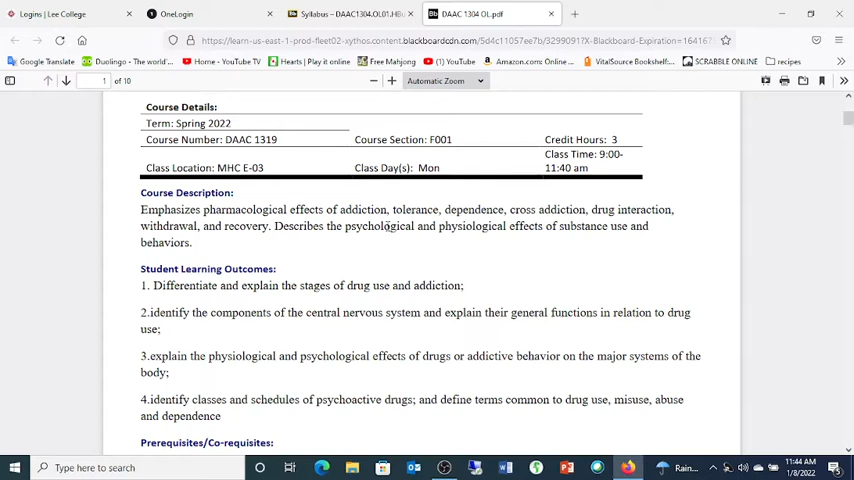 Logins | Lee College
OneLogin
Syllabus – DAAC1304.OL01.HBu
DAAC 1304 OL.pdf
https://learn-us-east-1-prod-fleet02-xythos.content.blackboardcdn.com/5d4c11057ee7b/3299091?X-Blackboard-Expiration=16416
Google Translate
Duolingo - The world...
Home - YouTube TV
Hearts | Play it online
Free Mahjong
(1) YouTube
Amazon.com: Online ...
VitalSource Bookshelf:...
SCRABBLE ONLINE
recipes
1 of 10
Automatic Zoom
Course Details:
Term: Spring 2022
Course Number: DAAC 1319 Course Section: F001 Credit Hours: 3
Class Time: 9:00-
Class Location: MHC E-03 Class Day(s): Mon 11:40 am
Course Description:
Emphasizes pharmacological effects of addiction, tolerance, dependence, cross addiction, drug interaction,
withdrawal, and recovery. Describes the psychological and physiological effects of substance use and
behaviors.
Student Learning Outcomes:
1. Differentiate and explain the stages of drug use and addiction;
2.identify the components of the central nervous system and explain their general functions in relation to drug
use;
3.explain the physiological and psychological effects of drugs or addictive behavior on the major systems of the
body;
4.identify classes and schedules of psychoactive drugs; and define terms common to drug use, misuse, abuse
and dependence
Prerequisites/Co-requisites:
Type here to search
Rain...
11:44 AM
1/8/2022